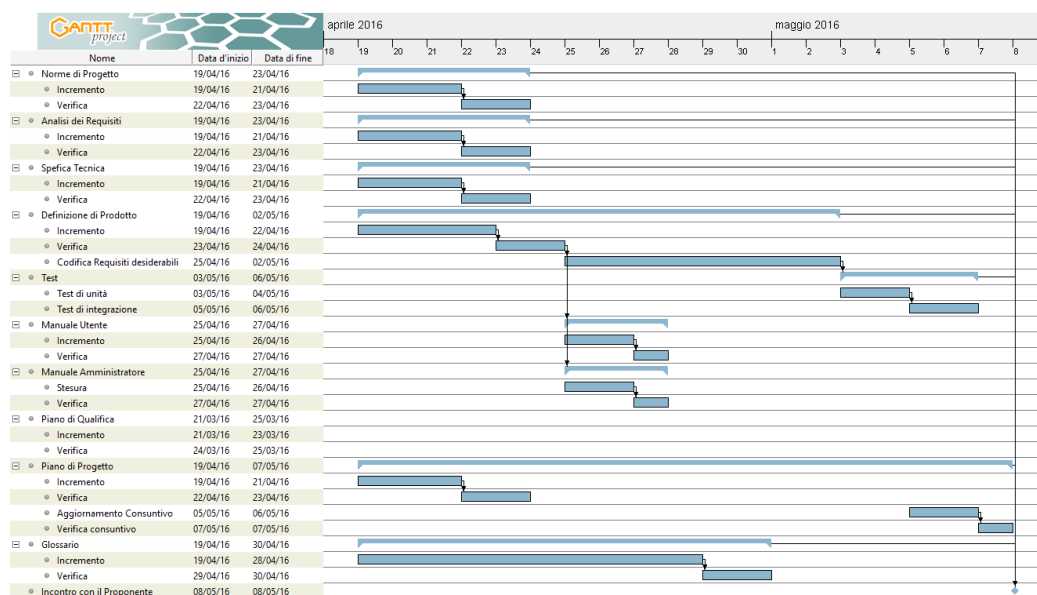 GANTT project
aprile 2016 maggio 2016
Nome Data d'inizio Data di fine 18 19 20 21 22 23 24 25 26 27 28 29 30 1 2 3 4 5 6 7 8
Norme di Progetto 19/04/16 23/04/16
Incremento 19/04/16 21/04/16
Verifica 22/04/16 23/04/16
Analisi dei Requisiti 19/04/16 23/04/16
Incremento 19/04/16 21/04/16
Verifica 22/04/16 23/04/16
Spefica Tecnica 19/04/16 23/04/16
Incremento 19/04/16 21/04/16
Verifica 22/04/16 23/04/16
Definizione di Prodotto 19/04/16 02/05/16
Incremento 19/04/16 22/04/16
Verifica 23/04/16 24/04/16
Codifica Requisiti desiderabili 25/04/16 02/05/16
Test 03/05/16 06/05/16
Test di unità 03/05/16 04/05/16
Test di integrazione 05/05/16 06/05/16
Manuale Utente 25/04/16 27/04/16
Incremento 25/04/16 26/04/16
Verifica 27/04/16 27/04/16
Manuale Amministratore 25/04/16 27/04/16
Stesura 25/04/16 26/04/16
Verifica 27/04/16 27/04/16
Piano di Qualifica 21/03/16 25/03/16
Incremento 21/03/16 23/03/16
Verifica 24/03/16 25/03/16
Piano di Progetto 19/04/16 07/05/16
Incremento 19/04/16 21/04/16
Verifica 22/04/16 23/04/16
Aggiornamento Consuntivo 05/05/16 06/05/16
Verifica consuntivo 07/05/16 07/05/16
Glossario 19/04/16 30/04/16
Incremento 19/04/16 28/04/16
Verifica 29/04/16 30/04/16
Incontro con il Proponente 08/05/16 08/05/16